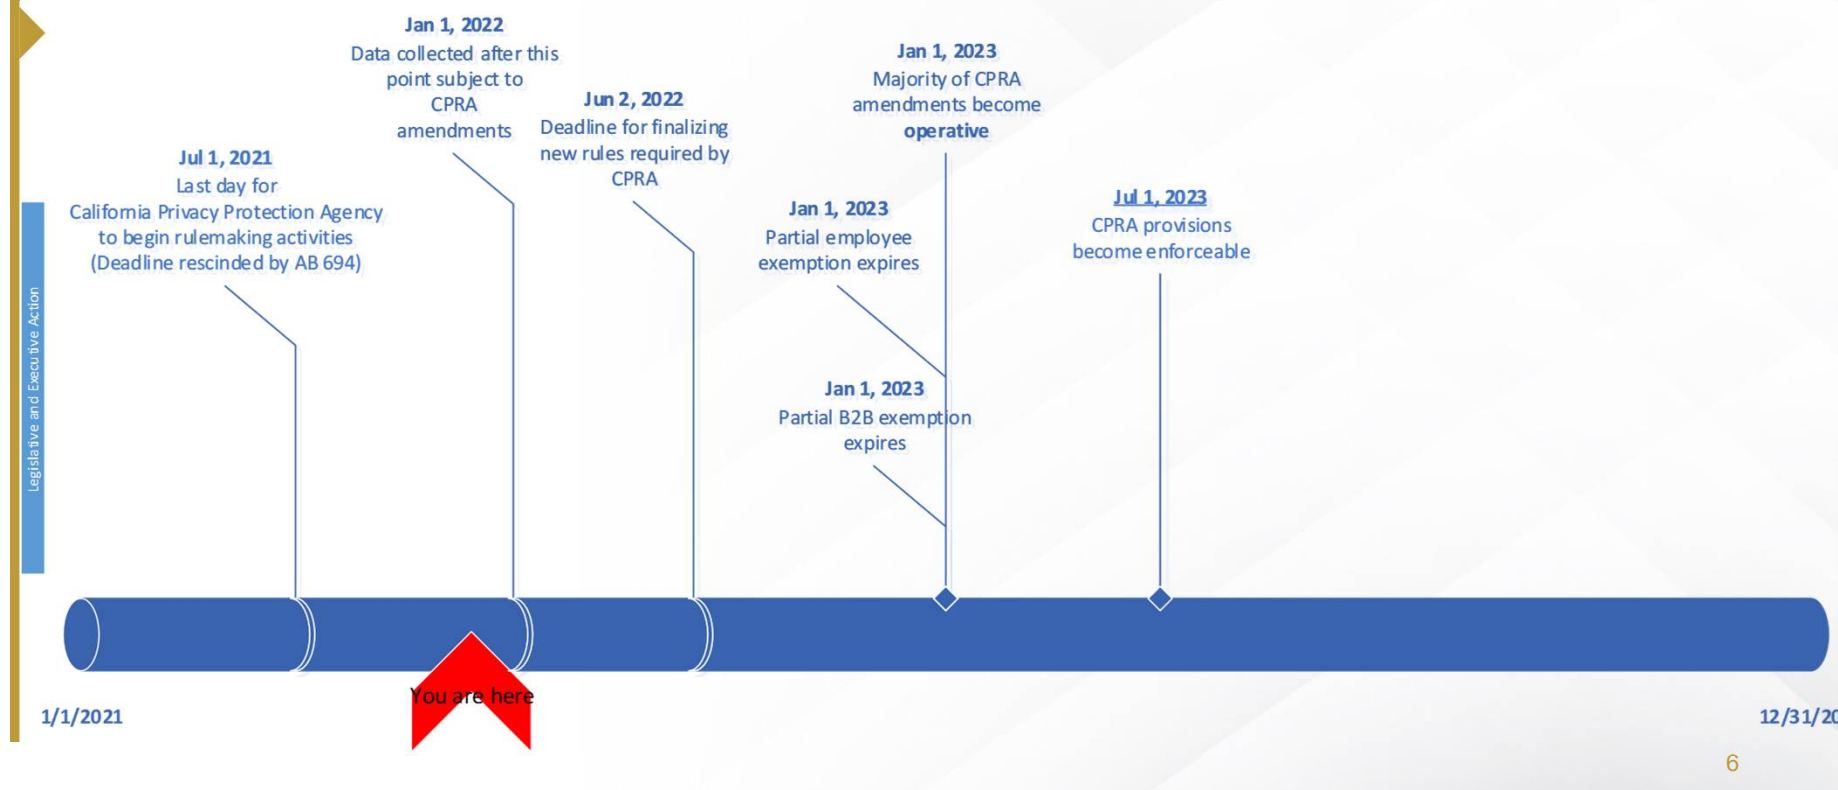 Jan 1, 2022
Data collected after this
point subject to
CPRA
amendments
Jun 2, 2022
Deadline for finalizing
new rules required by
CPRA
Jan 1, 2023
Majority of CPRA
amendments become
operative
Jul 1, 2021
Last day for
California Privacy Protection Agency
to begin rulemaking activities
(Deadline rescinded by AB 694)
Jan 1, 2023
Partial employee
exemption expires
Jul 1, 2023
CPRA provisions
become enforceable
Jan 1, 2023
Partial B2B exemption
expires
Legislative and Executive Action
You are here
1/1/2021
12/31/20
6